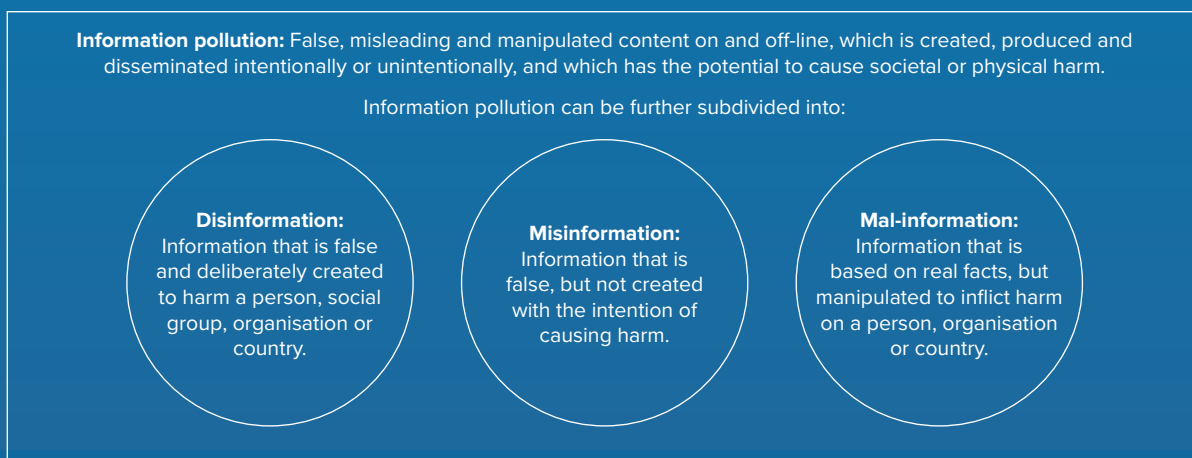 Information pollution: False, misleading and manipulated content on and off-line, which is created, produced and
disseminated intentionally or unintentionally, and which has the potential to cause societal or physical harm.
Information pollution can be further subdivided into:
Disinformation:
Information that is false
and deliberately created
to harm a person, social
group, organisation or
country.
Misinformation:
Information that is
false, but not created
with the intention of
causing harm.
Mal-information:
Information that is
based on real facts, but
manipulated to inflict harm
on a person, organisation
or country.